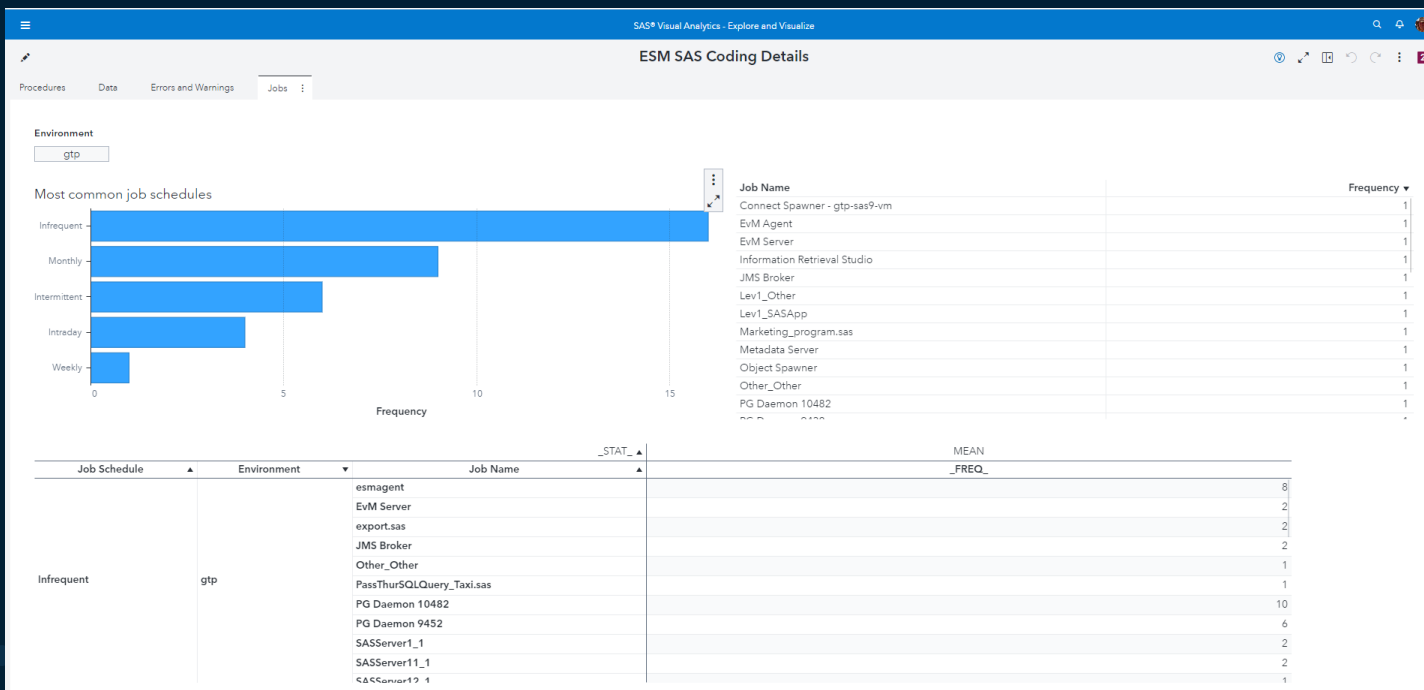 SAS® Visual Analytics - Explore and Visualize
ESM SAS Coding Details
Procedures Data Errors and Warnings Jobs
Environment
gtp
Most common job schedules
Infrequent
Monthly
Intermittent
Intraday
Weekly
0 5 10 15
Frequency
Job Name Frequency
Connect Spawner - gtp-sas9-vm 1
EvM Agent 1
EvM Server 1
Information Retrieval Studio 1
JMS Broker 1
Lev1_Other 1
Lev1_SASApp 1
Marketing_program.sas 1
Metadata Server 1
Object Spawner 1
Other_Other 1
PG Daemon 10482 1
_STAT_ MEAN
Job Schedule Environment Job Name _FREQ_
esmagent 8
EvM Server 2
export.sas 2
JMS Broker 2
Other_Other 1
Infrequent gtp
PassThurSQLQuery_Taxi.sas 1
PG Daemon 10482 10
PG Daemon 9452 6
SASServer1_1 2
SASServer11_1 2
SASServer12_1 1